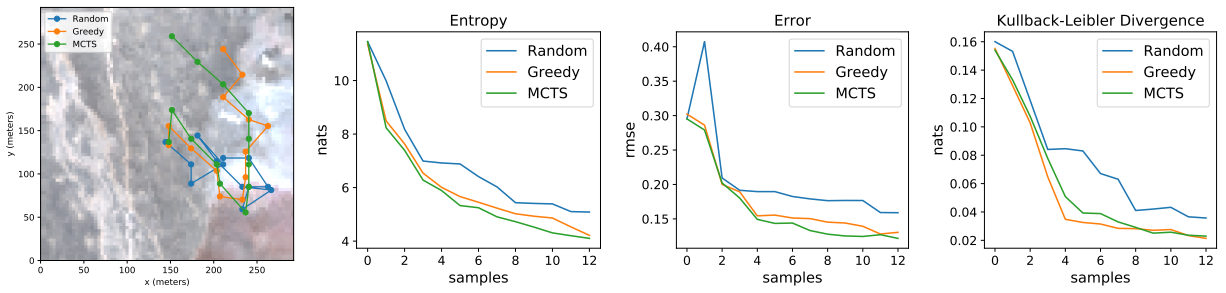 Random
Greedy
MCTS
250
200
150
100
50
0
0 50 100 150 200 250
y (meters)
x (meters)
Entropy
Random
Greedy
MCTS
10
8
6
4
0 2 4 6 8 10 12
nats
samples
Error
Random
Greedy
MCTS
0.40
0.35
0.30
0.25
0.20
0.15
0 2 4 6 8 10 12
rmse
samples
Kullback-Leibler Divergence
Random
Greedy
MCTS
0.16
0.14
0.12
0.10
0.08
0.06
0.04
0.02
0 2 4 6 8 10 12
nats
samples